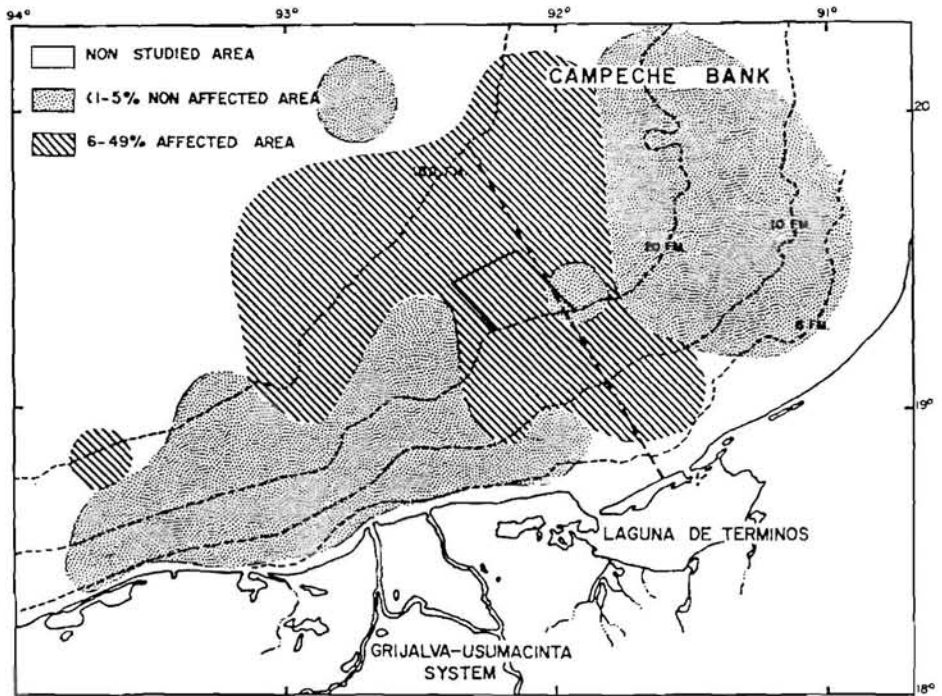 94°
93°
92°
91°
NON STUDIED AREA
<1-5% NON AFFECTED AREA
6-49% AFFECTED AREA
CAMPECHE BANK
20
FM.
10 FM.
20 FM.
19°
LAGUNA DE TERMINOS
GRIJALVA-USUMACINTA
SYSTEM
18°